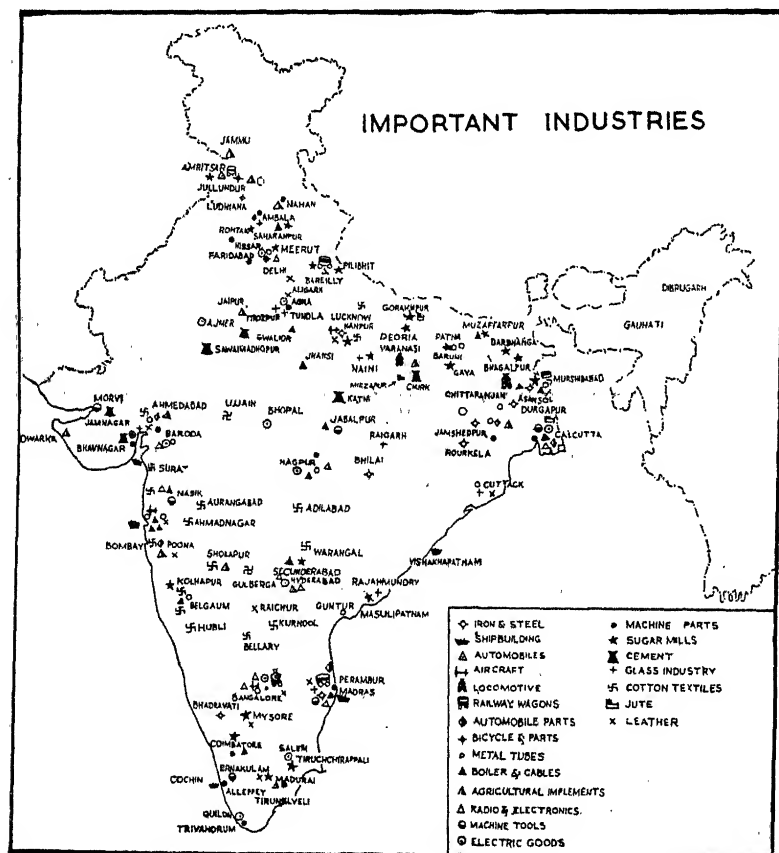 IMPORTANT INDUSTRIES
JAMMU
AMRITSAR
JULLUNDUR
LUDHIANA
NAHAN
AMBALA
ROHTAK
SAHARANPUR
HISSAR
MEERUT
FARIDABAD
DELHI
PILIBHIT
BAREILLY
ALIGARH
JAIPUR
AGRA
TUNDLA
LUCKNOW
GORAKHPUR
AJMER
KANPUR
DEORIA
PATNA
MUZAFFARPUR
DIBRUGARH
GAUHATI
GWALIOR
VARANASI
DARBHANGA
SAWAIMADHOPUR
JHANSI
NAINI
BARUNI
GAYA
BHAGALPUR
MURSHIDABAD
MIRZAPUR
CHURK
KATNI
CHITTARANJAN
ASANSOL
DURGAPUR
MORVI
AHMEDABAD
UJJAIN
BHOPAL
JABALPUR
JAMNAGAR
DWARKA
BHAVNAGAR
BARODA
RAIGARH
JAMSHEDPUR
CALCUTTA
ROURKELA
SURAT
NAGPUR
BHILAI
CUTTACK
NASIK
AURANGABAD
ADILABAD
AHMADNAGAR
BOMBAY
POONA
WARANGAL
VISHAKHAPATNAM
SHOLAPUR
SECUNDERABAD
KOLHAPUR
GULBERGA
HYDERABAD
RAJAHMUNDRY
BELGAUM
RAICHUR
GUNTUR
MASULIPATNAM
HUBLI
KURNOOL
BELLARY
PERAMBUR
BANGALORE
MADRAS
BHADRAVATI
MYSORE
COIMBATORE
SALEM
TIRUCHCHIRAPPALI
ERNAKULAM
MADURAI
COCHIN
ALLEPPEY
TIRUNELVELI
QUILON
TRIVANDRUM
IRON & STEEL
SHIPBUILDING
AUTOMOBILES
AIRCRAFT
LOCOMOTIVE
RAILWAY WAGONS
AUTOMOBILE PARTS
BICYCLE & PARTS
METAL TUBES
BOILER & CABLES
AGRICULTURAL IMPLEMENTS
RADIO & ELECTRONICS.
MACHINE TOOLS
ELECTRIC GOODS
MACHINE PARTS
SUGAR MILLS
CEMENT
GLASS INDUSTRY
COTTON TEXTILES
JUTE
LEATHER